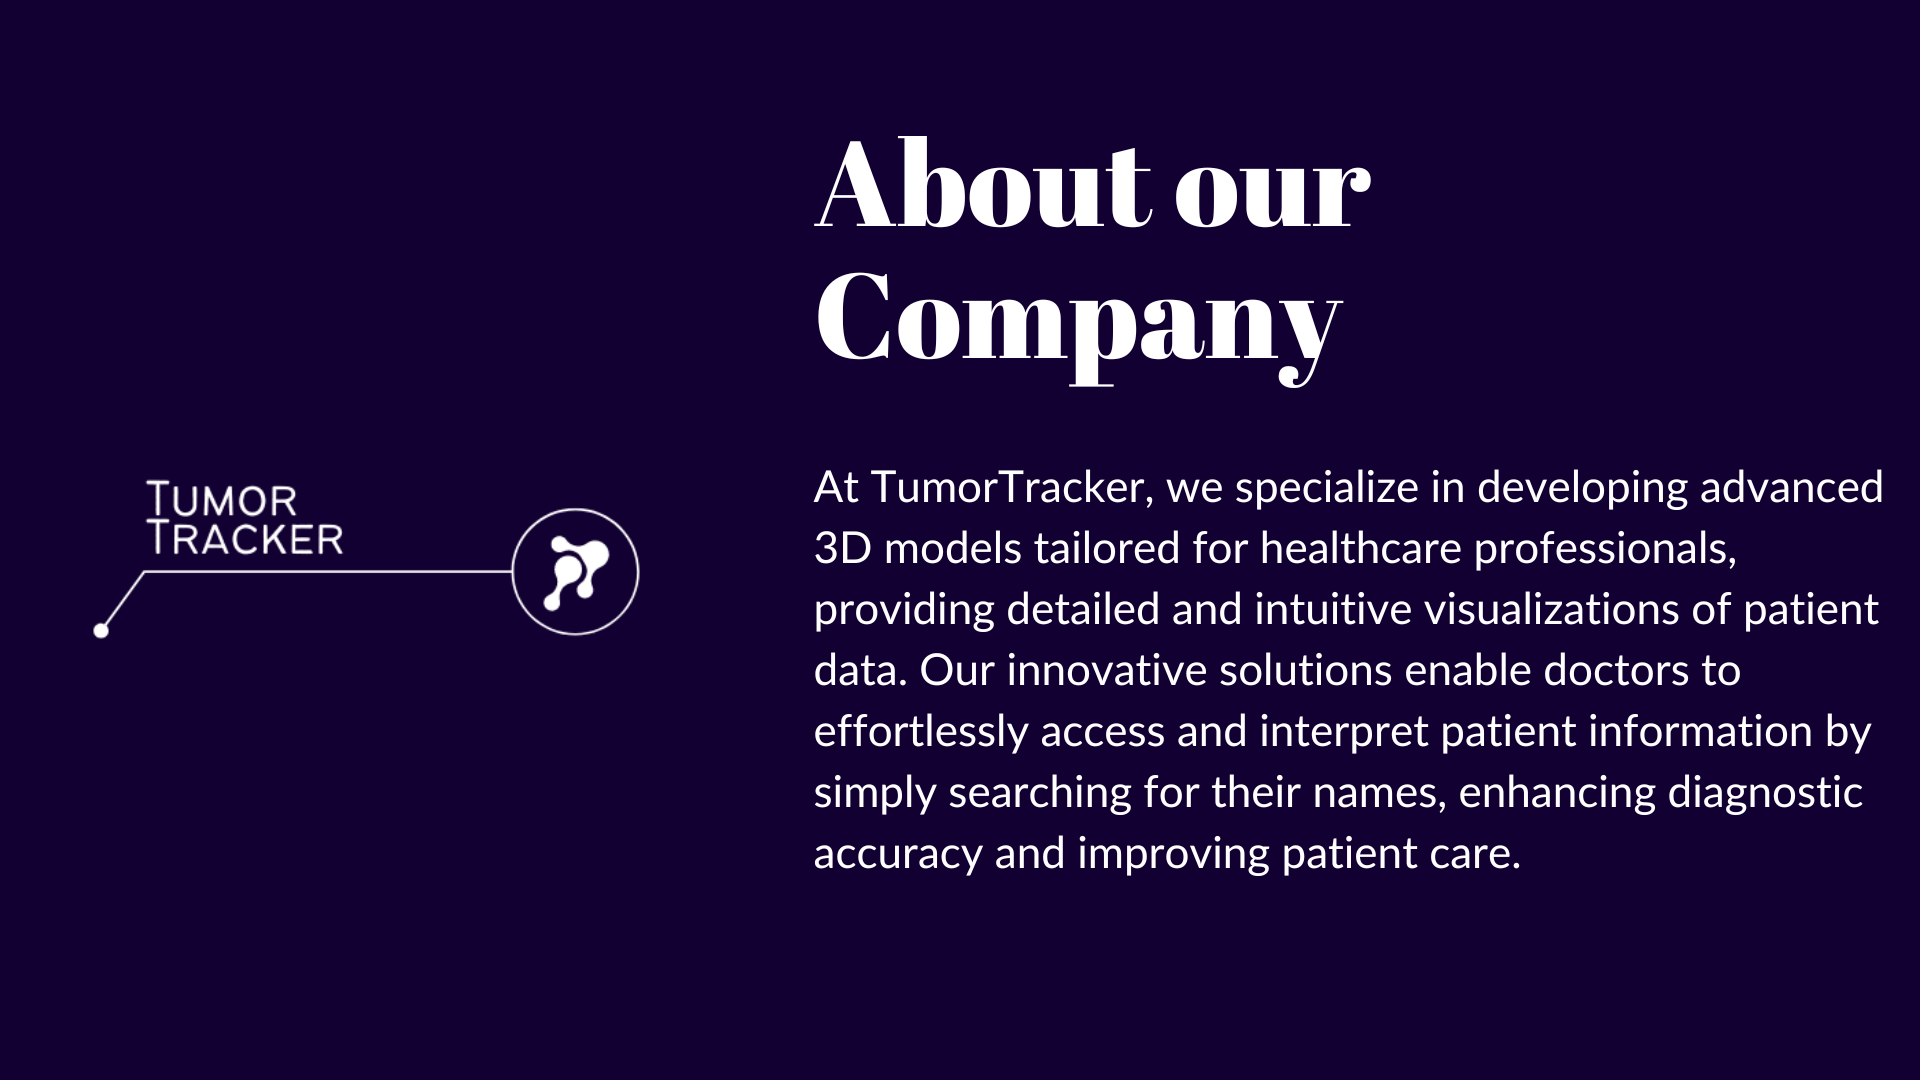 About our
Company
TUMOR
TRACKER
At TumorTracker, we specialize in developing advanced
3D models tailored for healthcare professionals,
providing detailed and intuitive visualizations of patient
data. Our innovative solutions enable doctors to
effortlessly access and interpret patient information by
simply searching for their names, enhancing diagnostic
accuracy and improving patient care.